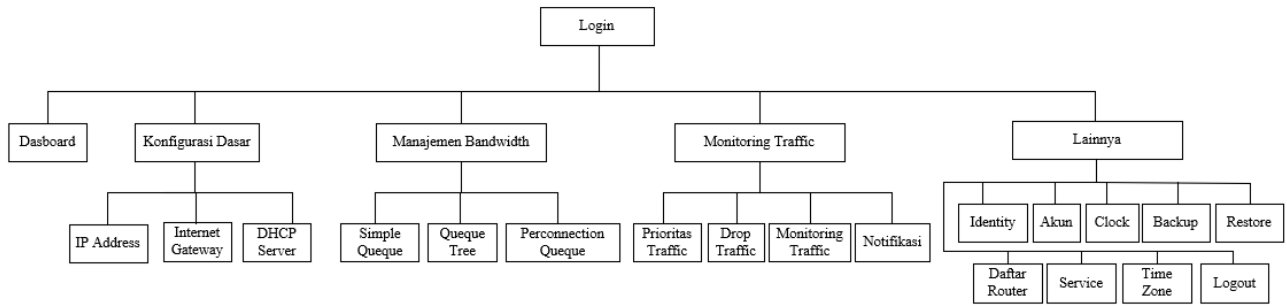 Login
Dasboard
Konfigurasi Dasar
Manajemen Bandwidth
Monitoring Traffic
Lainnya
IP Address
Internet
Gateway
DHCP
Server
Simple
Queque
Queque
Tree
Perconnection
Queque
Prioritas
Traffic
Drop
Traffic
Monitoring
Traffic
Notifikasi
Identity
Akun
Clock
Backup
Restore
Daftar
Router
Service
Time
Zone
Logout